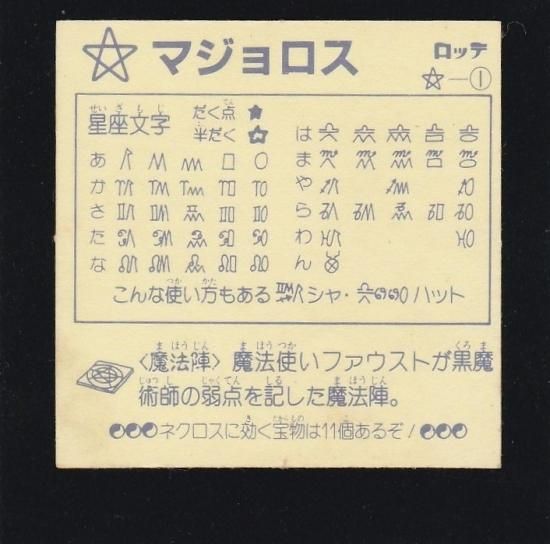 マジョロス
ロッテ
☆-①
星座文字
だく点 ★
半だく
あ
か
さ
た
な
は
ま
や
ら
わ
ん
こんな使い方もある シャ・ ハット
〈魔法陣〉魔法使いファウストが黒魔
術師の弱点を記した魔法陣。
ネクロスに効く宝物は11個あるぞ!